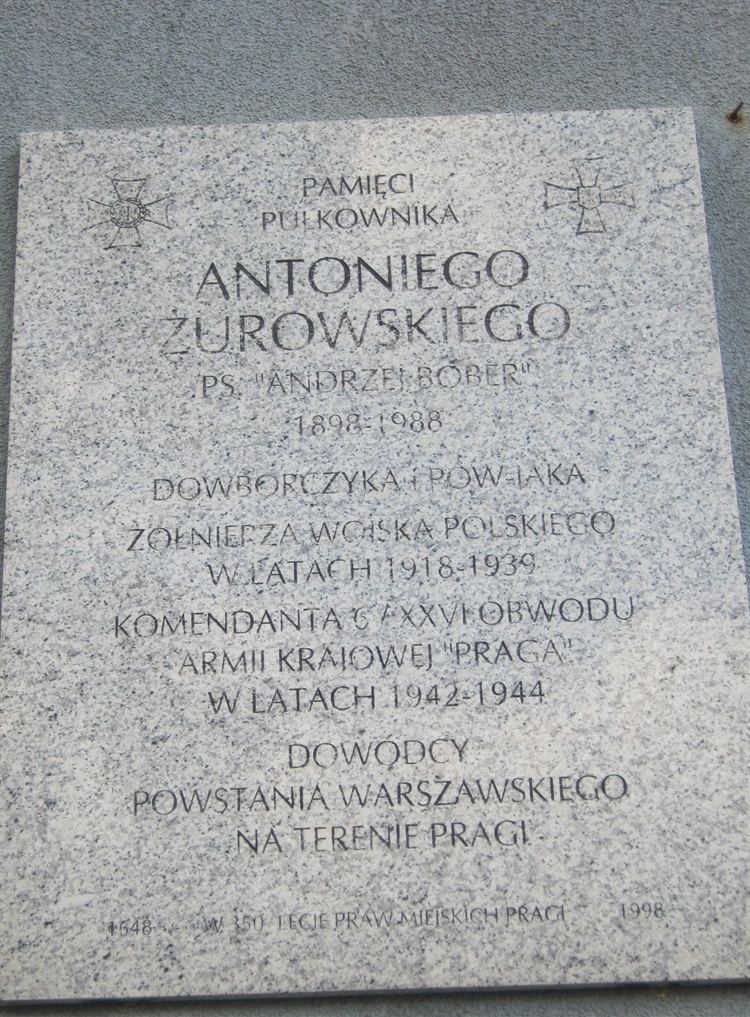 PAMIĘCI
PUŁKOWNIKA
ANTONIEGO
ŻUROWSKIEGO
PS. "ANDRZEJ BÓBER"
1898-1988
DOWBORCZYKA i POW-IAKA
ŻOŁNIERZA WOJSKA POLSKIEGO
W LATACH 1918-1939
KOMENDANTA 6 / XXVI OBWODU
ARMII KRAJOWEJ "PRAGA"
W LATACH 1942-1944
DOWÓDCY
POWSTANIA WARSZAWSKIEGO
NA TERENIE PRAGI
1648 W 350 LECIE PRAW MIEJSKICH PRAGI 1998